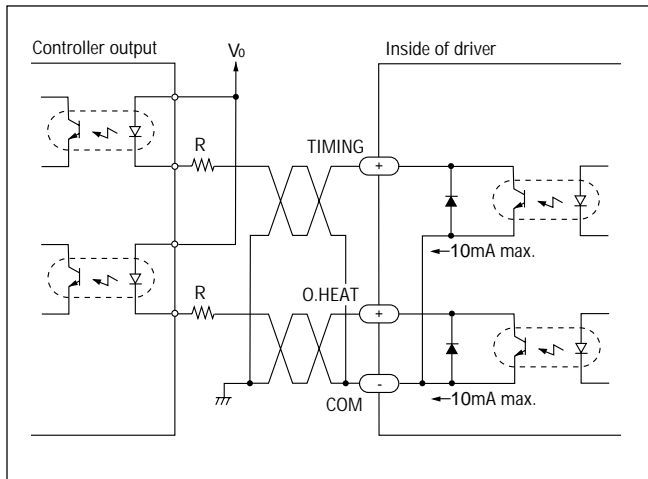 Controller output
V0
Inside of driver
R
TIMING
+
←10mA max.
R
O.HEAT
+
-
COM
←10mA max.